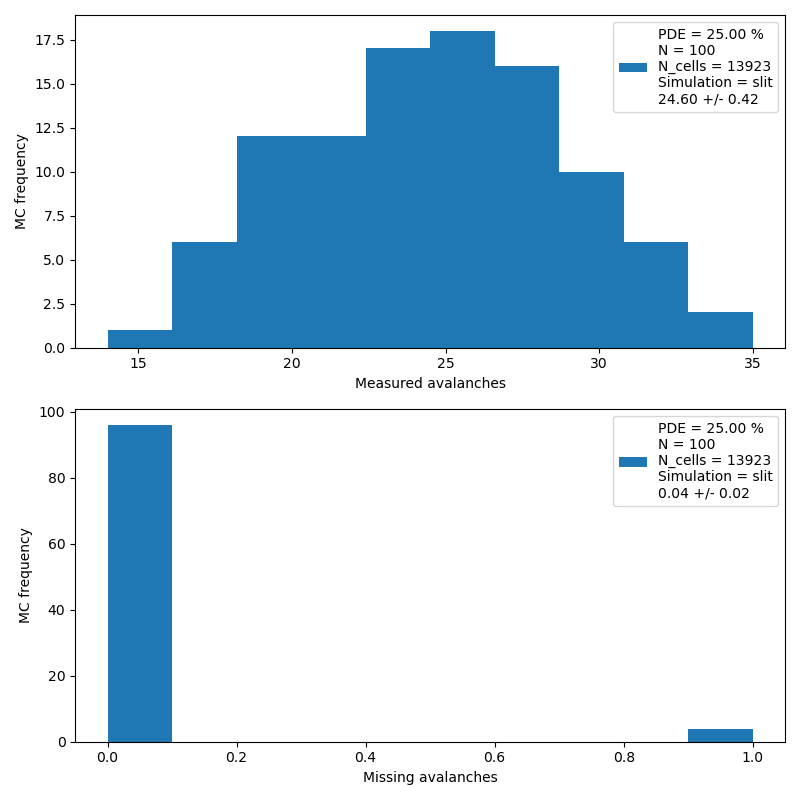 17.5
15.0
12.5
10.0
7.5
5.0
2.5
0.0
MC frequency
PDE = 25.00 %
N = 100
N_cells = 13923
Simulation = slit
24.60 +/- 0.42
15 20 25 30 35
Measured avalanches
100
80
60
40
20
0
MC frequency
PDE = 25.00 %
N = 100
N_cells = 13923
Simulation = slit
0.04 +/- 0.02
0.0 0.2 0.4 0.6 0.8 1.0
Missing avalanches